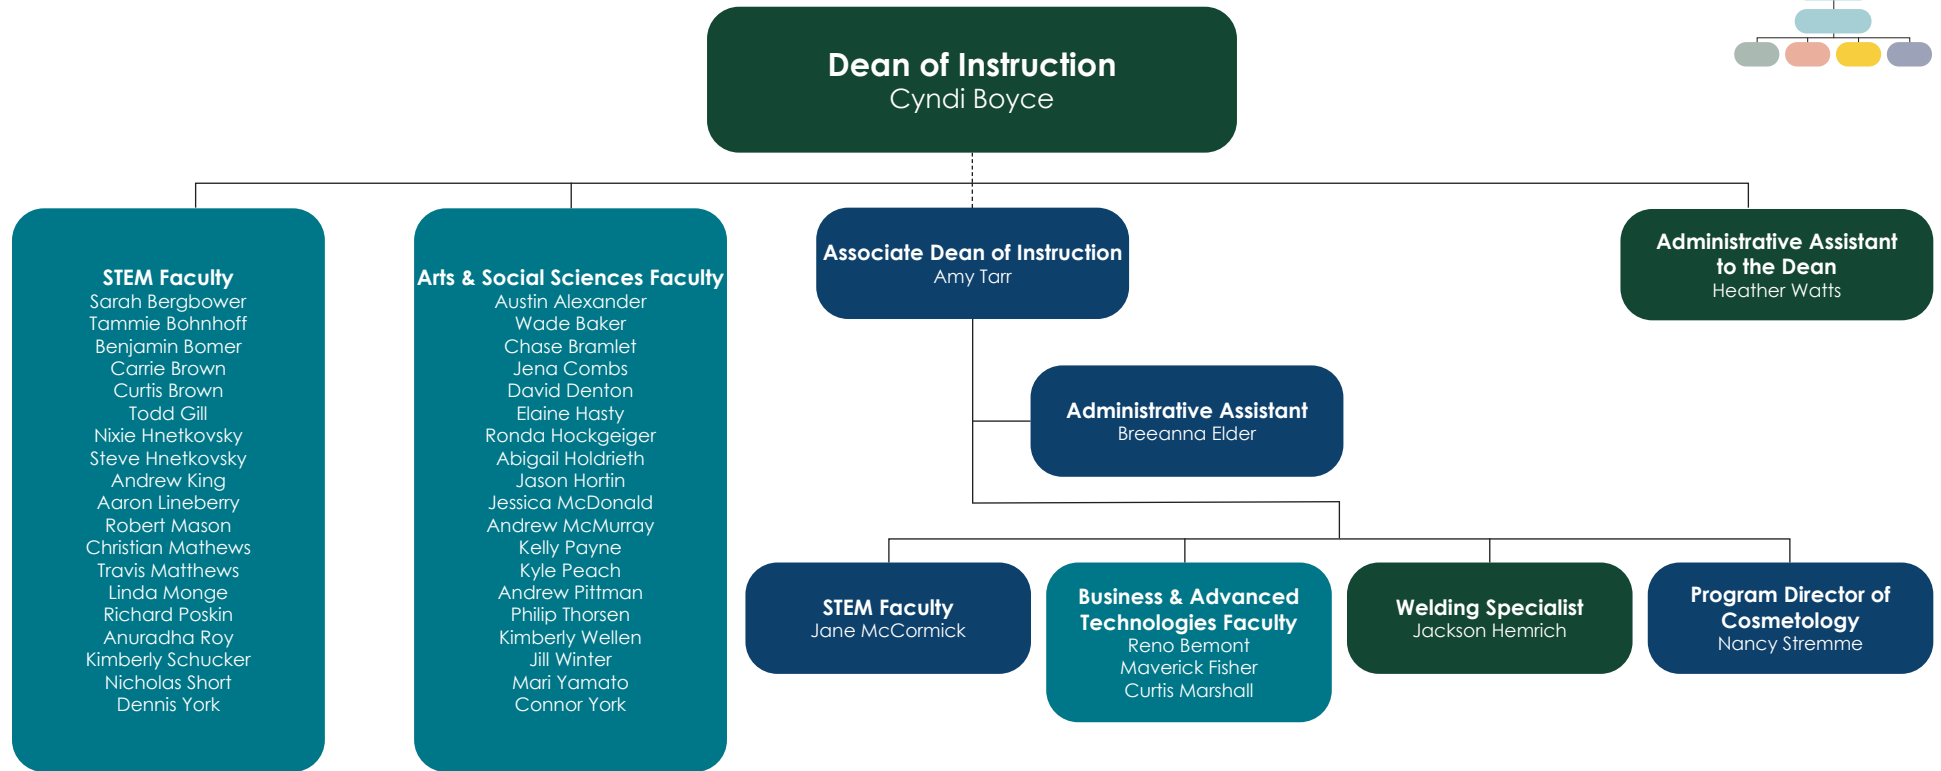 Dean of Instruction
Cyndi Boyce
STEM Faculty
Sarah Bergbower
Tammie Bohnhoff
Benjamin Bomer
Carrie Brown
Curtis Brown
Todd Gill
Nixie Hnetkovsky
Steve Hnetkovsky
Andrew King
Aaron Lineberry
Robert Mason
Christian Mathews
Travis Matthews
Linda Monge
Richard Poskin
Anuradha Roy
Kimberly Schucker
Nicholas Short
Dennis York
Arts & Social Sciences Faculty
Austin Alexander
Wade Baker
Chase Bramlet
Jena Combs
David Denton
Elaine Hasty
Ronda Hockgeiger
Abigail Holdrieth
Jason Hortin
Jessica McDonald
Andrew McMurray
Kelly Payne
Kyle Peach
Andrew Pittman
Philip Thorsen
Kimberly Wellen
Jill Winter
Mari Yamato
Connor York
Associate Dean of Instruction
Amy Tarr
Administrative Assistant
to the Dean
Heather Watts
Administrative Assistant
Breeanna Elder
STEM Faculty
Jane McCormick
Business & Advanced
Technologies Faculty
Reno Bemont
Maverick Fisher
Curtis Marshall
Welding Specialist
Jackson Hemrich
Program Director of
Cosmetology
Nancy Stremme